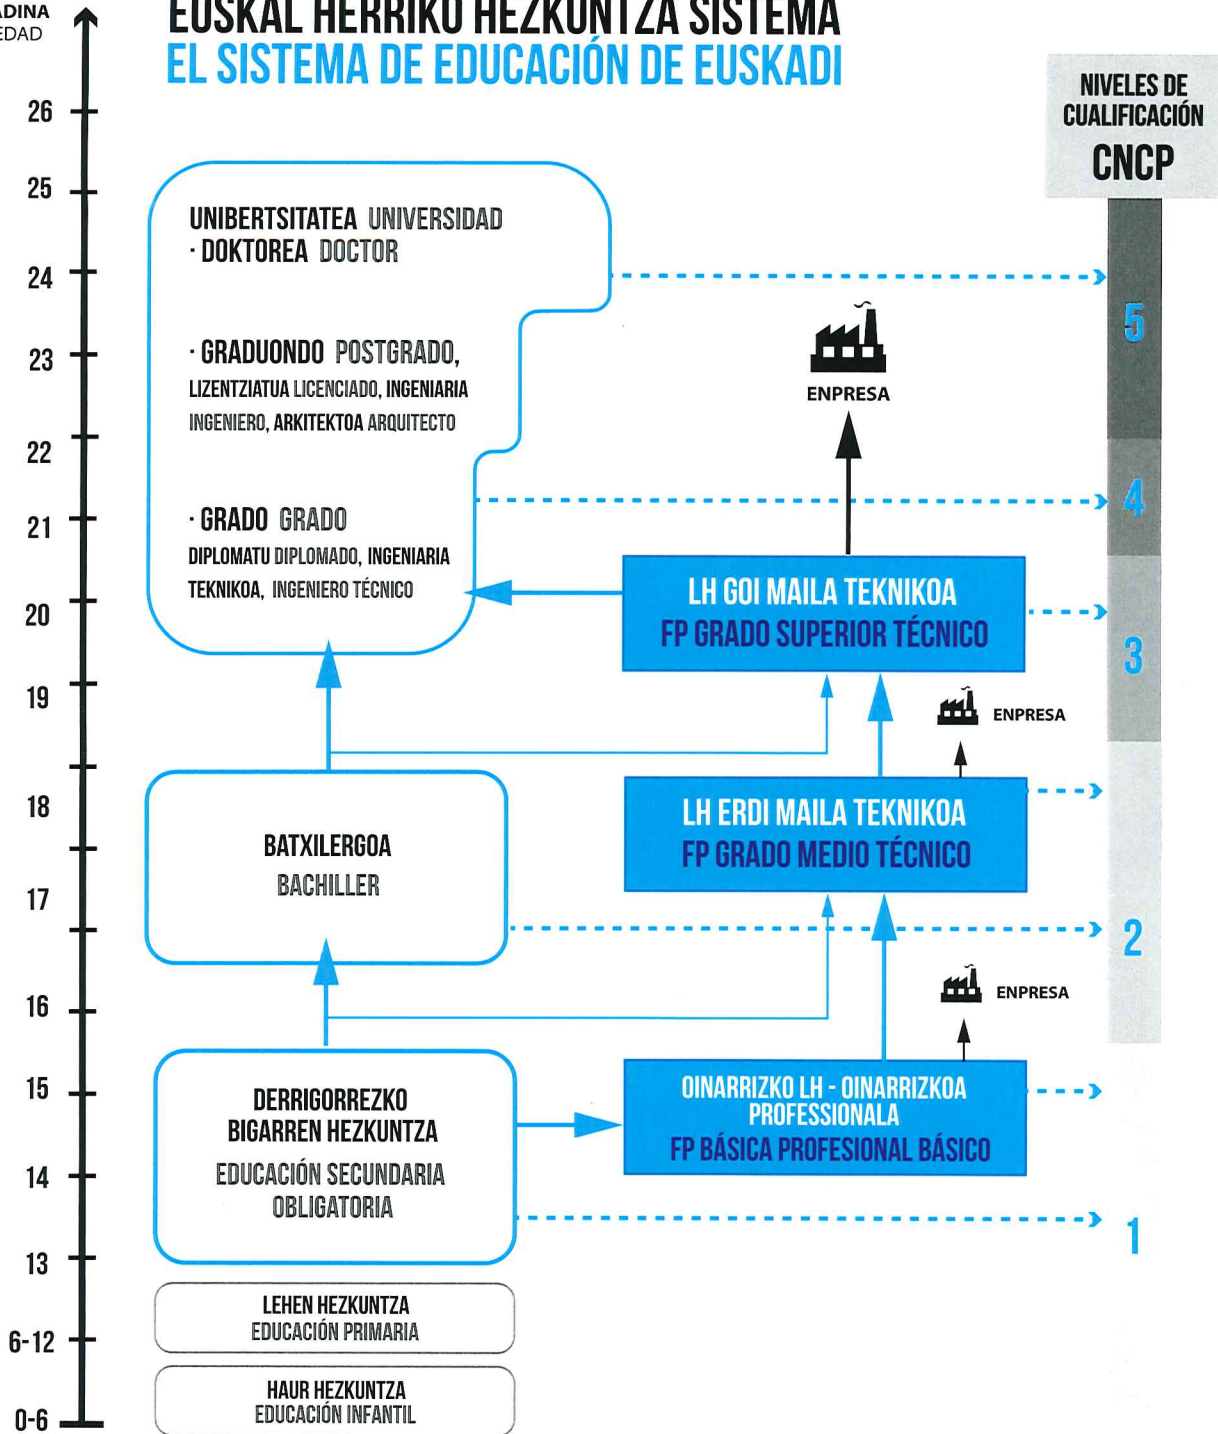 ADINA
EDAD
EUSKAL HERRIKO HEZKUNTZA SISTEMA
EL SISTEMA DE EDUCACIÓN DE EUSKADI
NIVELES DE
CUALIFICACIÓN
CNCP
26
25
24
23
22
21
20
19
18
17
16
15
14
13
6-12
0-6
UNIBERTSITATEA UNIVERSIDAD
· DOKTOREA DOCTOR
· GRADUONDO POSTGRADO,
LIZENTZIATUA LICENCIADO, INGENIARIA
INGENIERO, ARKITEKTOA ARQUITECTO
· GRADO GRADO
DIPLOMATU DIPLOMADO, INGENIARIA
TEKNIKOA, INGENIERO TÉCNICO
ENPRESA
LH GOI MAILA TEKNIKOA
FP GRADO SUPERIOR TÉCNICO
ENPRESA
BATXILERGOA
BACHILLER
LH ERDI MAILA TEKNIKOA
FP GRADO MEDIO TÉCNICO
ENPRESA
DERRIGORREZKO
BIGARREN HEZKUNTZA
EDUCACIÓN SECUNDARIA
OBLIGATORIA
OINARRIZKO LH - OINARRIZKOA
PROFESSIONALA
FP BÁSICA PROFESIONAL BÁSICO
LEHEN HEZKUNTZA
EDUCACIÓN PRIMARIA
HAUR HEZKUNTZA
EDUCACIÓN INFANTIL
5
4
3
2
1